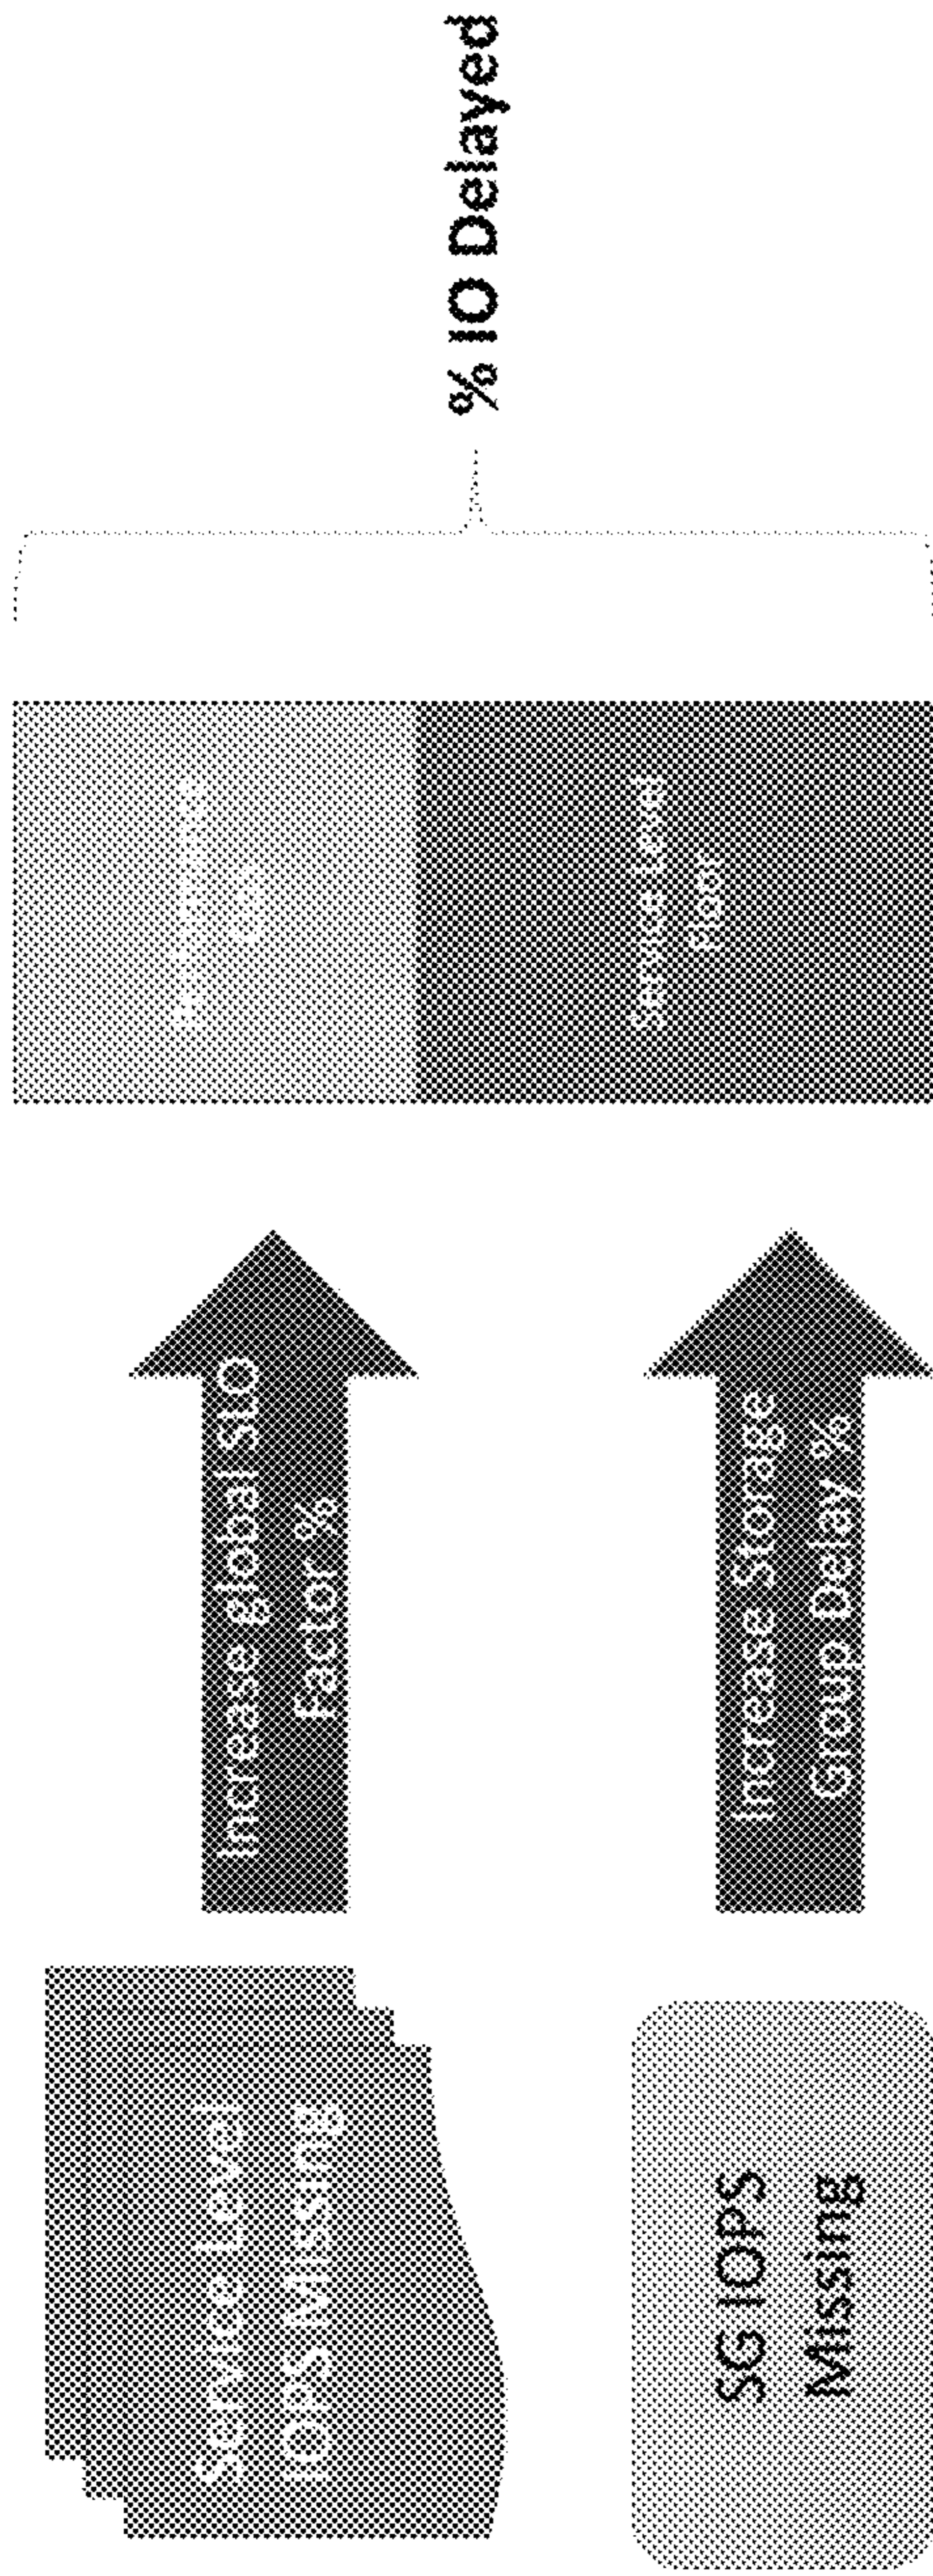 Service Level
IOPS Missing
Increase global SLO
Factor %
% IO Delayed
Service Level
Floor
SG IOPS
Missing
Increase Storage
Group Delay %